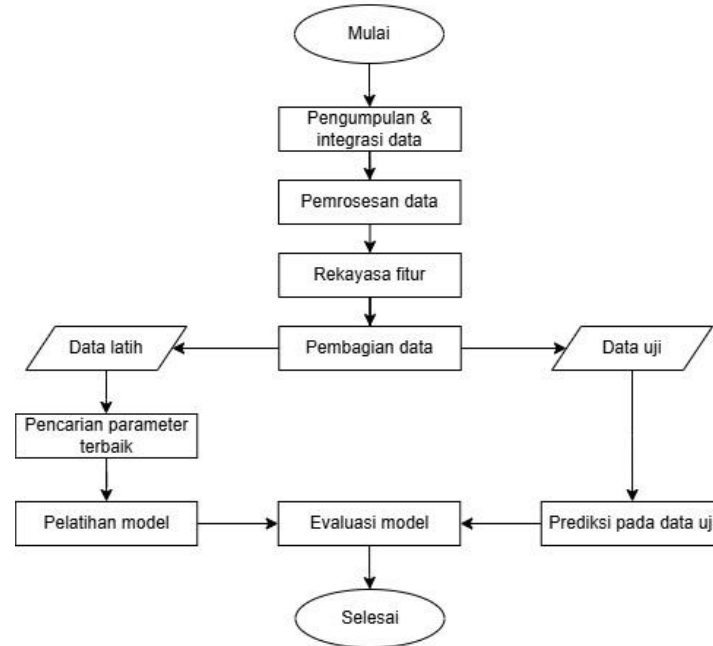 Mulai
Pengumpulan &
integrasi data
Pemrosesan data
Rekayasa fitur
Data latih
Pembagian data
Data uji
Pencarian parameter
terbaik
Pelatihan model
Evaluasi model
Prediksi pada data uj
Selesai